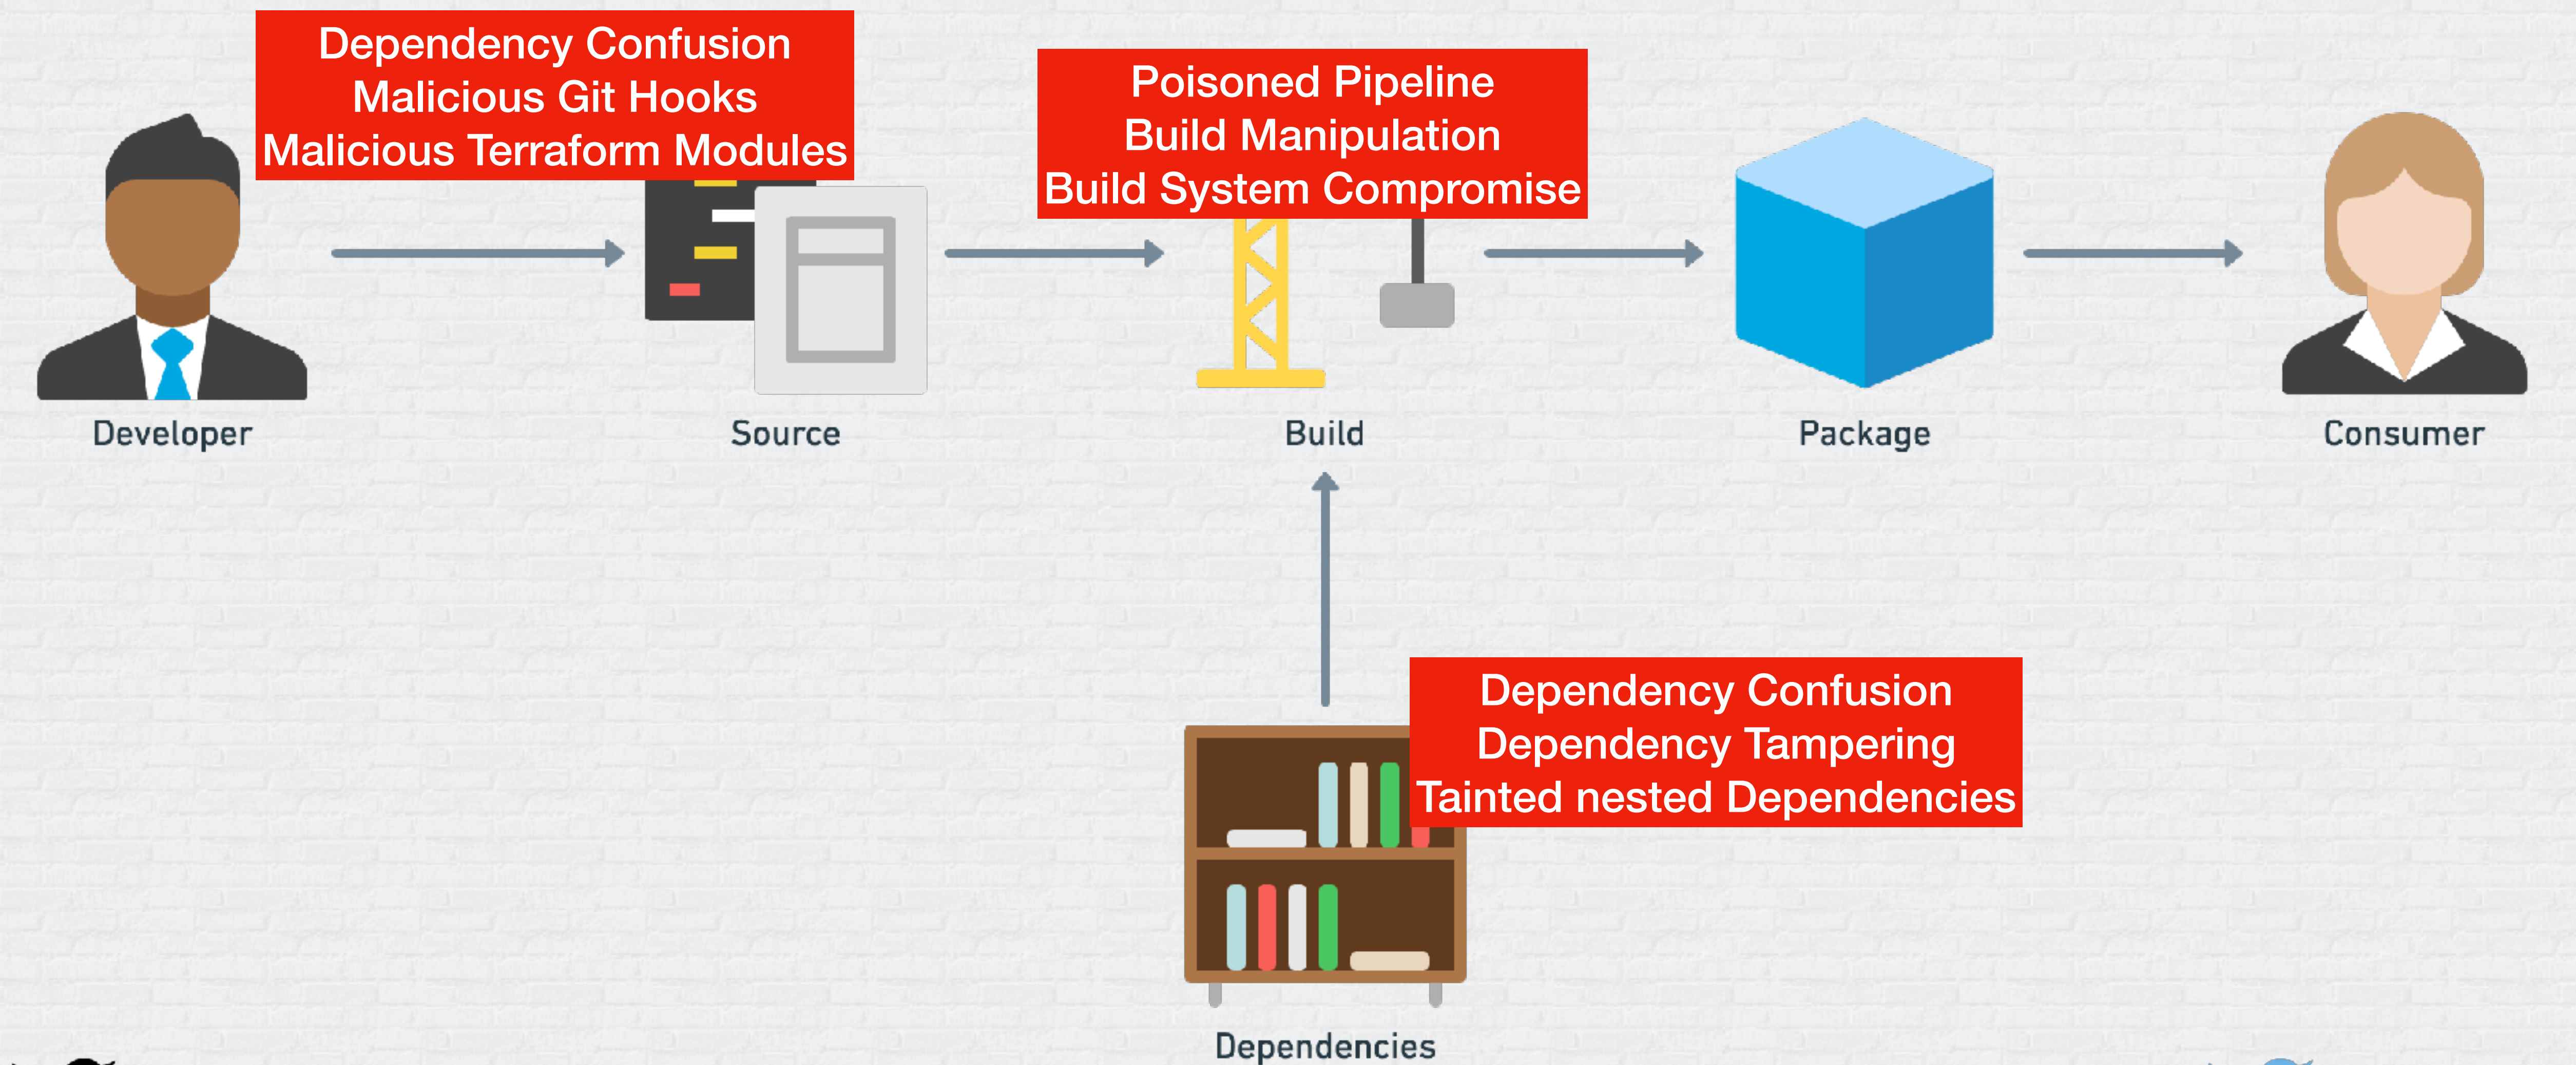 Dependency Confusion
Malicious Git Hooks
Malicious Terraform Modules
Poisoned Pipeline
Build Manipulation
Build System Compromise
Developer
Source
Build
Package
Consumer
Dependency Confusion
Dependency Tampering
Tainted nested Dependencies
Dependencies